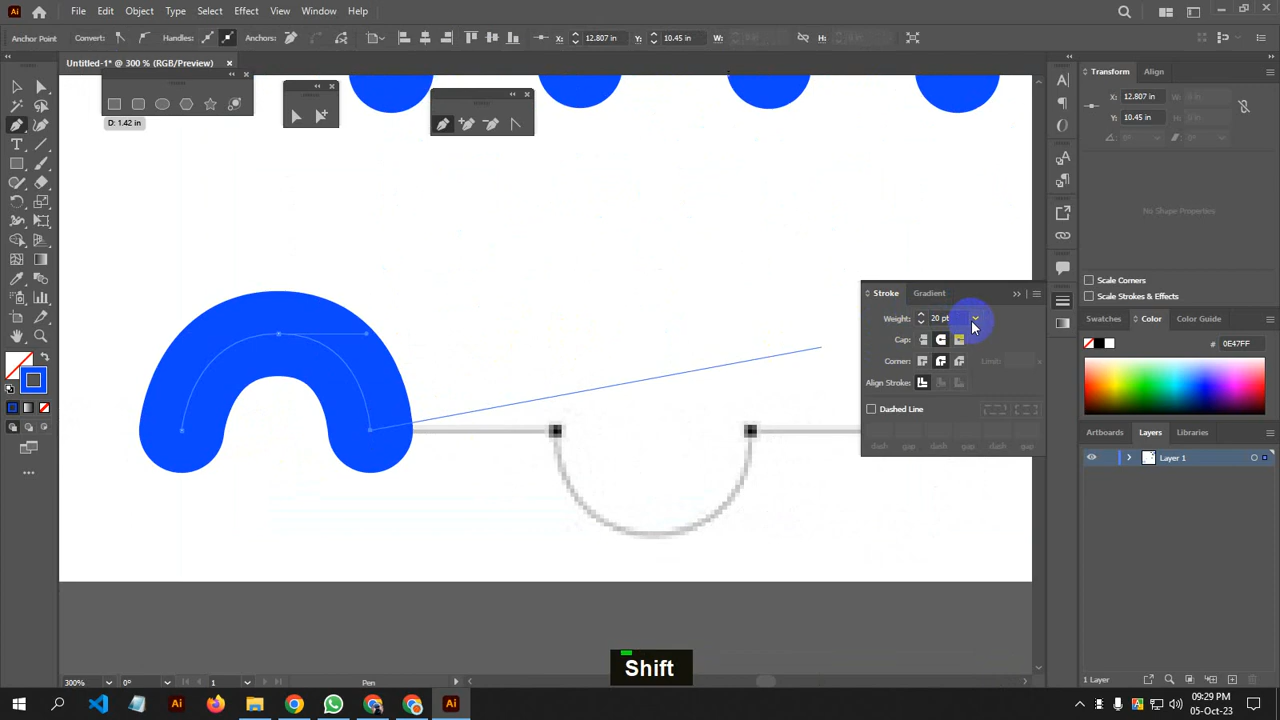 Ai File Edit Object Type Select Effect View Window Help
Anchor Point Convert: Handles: Anchors: X: 12.807 in Y: 10.45 in W: H:
Untitled-1* @ 300 % (RGB/Preview)
D: 1.42 in
Transform Align
X: 12.807 in
Y: 10.45 in
No Shape Properties
Scale Corners
Scale Strokes & Effects
Stroke Gradient
Weight: 20 pt
Cap:
Corner: Limit:
Align Stroke:
Dashed Line
dash gap dash gap dash gap
Swatches Color Color Guide
# 0E47FF
Artboards Layers Libraries
Layer 1
Shift
300% 0° 1 Pen
1 Layer
Ai Ai
09:29 PM
05-Oct-23